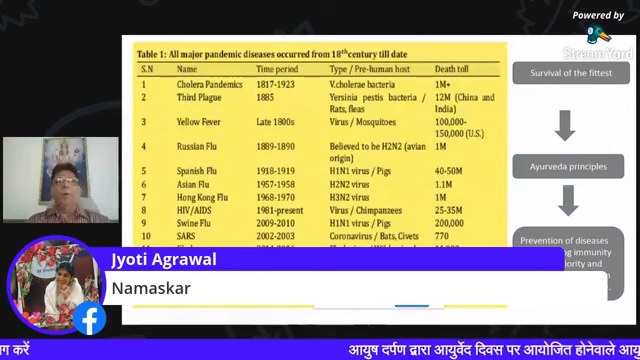 Powered by
StreamYard
Table 1: All major pandemic diseases occurred from 18th century till date
S.N Name Time period Type / Pre-human host Death toll
1 Cholera Pandemics 1817-1923 V.cholerae bacteria 1M+
2 Third Plague 1885 Yersinia pestis bacteria / Rats, fleas 12M (China and India)
3 Yellow Fever Late 1800s Virus / Mosquitoes 100,000-150,000 (U.S.)
4 Russian Flu 1889-1890 Believed to be H2N2 (avian origin) 1M
5 Spanish Flu 1918-1919 H1N1 virus / Pigs 40-50M
6 Asian Flu 1957-1958 H2N2 virus 1.1M
7 Hong Kong Flu 1968-1970 H3N2 virus 1M
8 HIV/AIDS 1981-present Virus / Chimpanzees 25-35M
9 Swine Flu 2009-2010 H1N1 virus / Pigs 200,000
10 SARS 2002-2003 Coronavirus / Bats, Civets 770
Survival of the fittest
Ayurveda principles
Prevention of diseases
immunity
and
Jyoti Agrawal
Namaskar
ग करें
आयुष दर्पण द्वारा आयुर्वेद दिवस पर आयोजित होनेवाले आयु